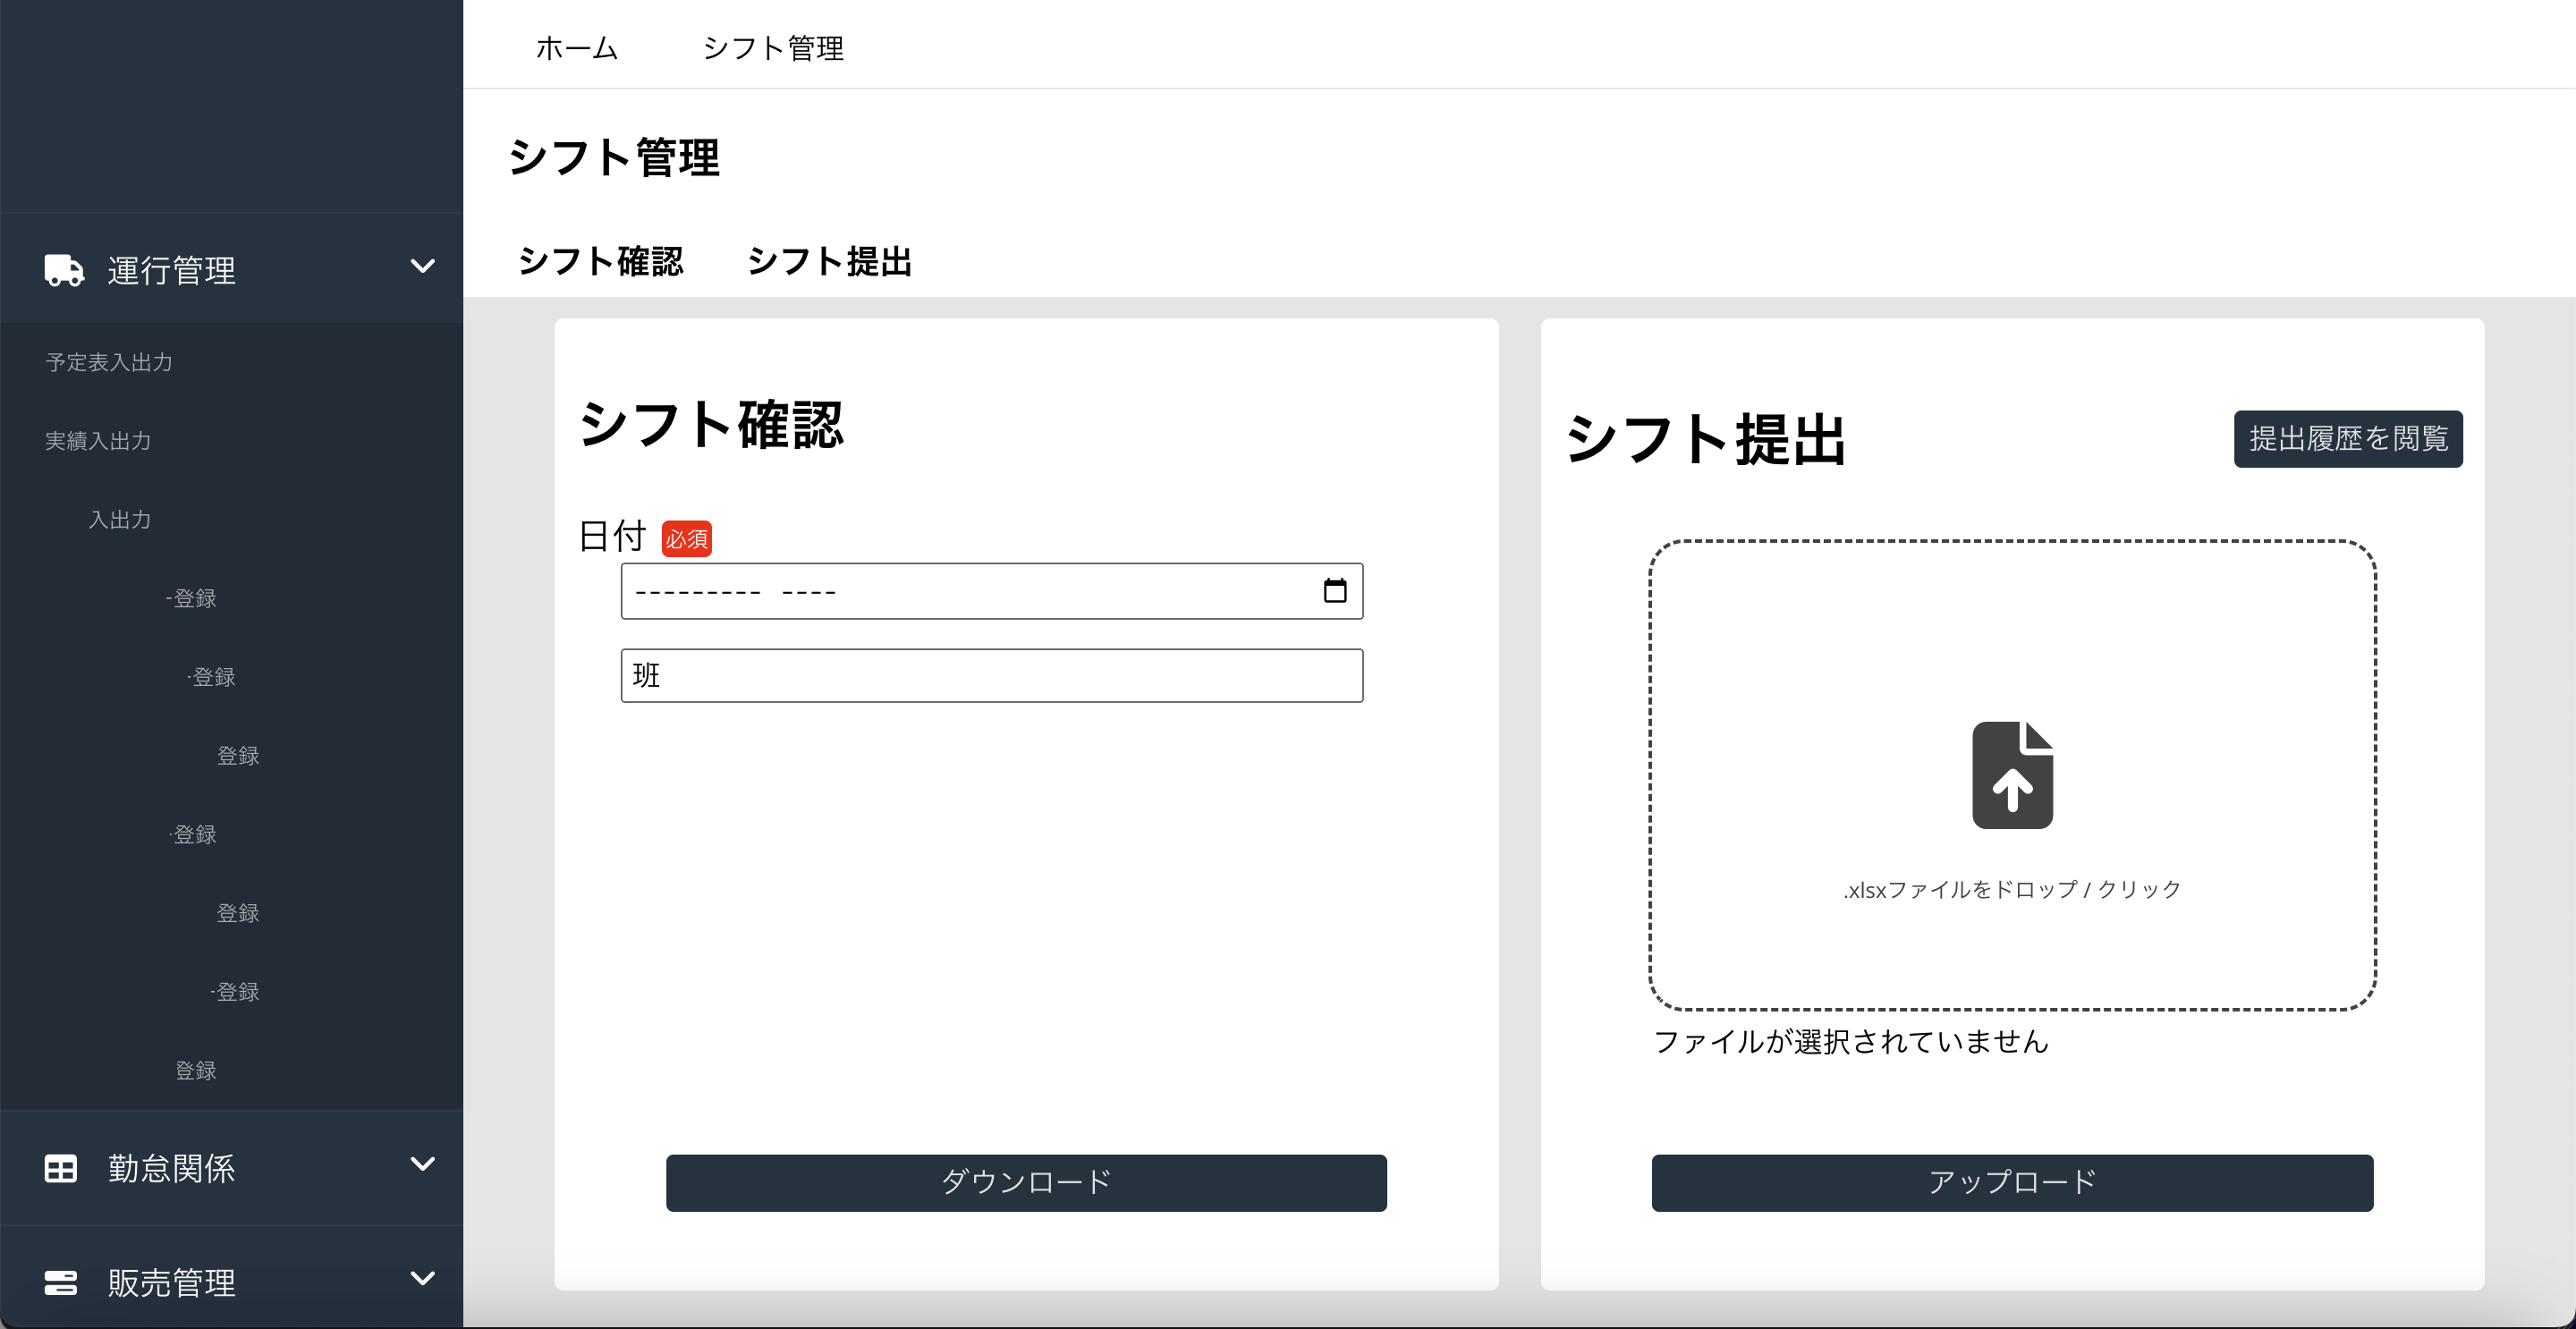 ホーム シフト管理
シフト管理
シフト確認 シフト提出
運行管理
予定表入出力
実績入出力
入出力
-登録
-登録
登録
-登録
登録
-登録
登録
勤怠関係
販売管理
シフト確認
日付 必須
--------- ----
班
ダウンロード
シフト提出
提出履歴を閲覧
.xlsxファイルをドロップ / クリック
ファイルが選択されていません
アップロード